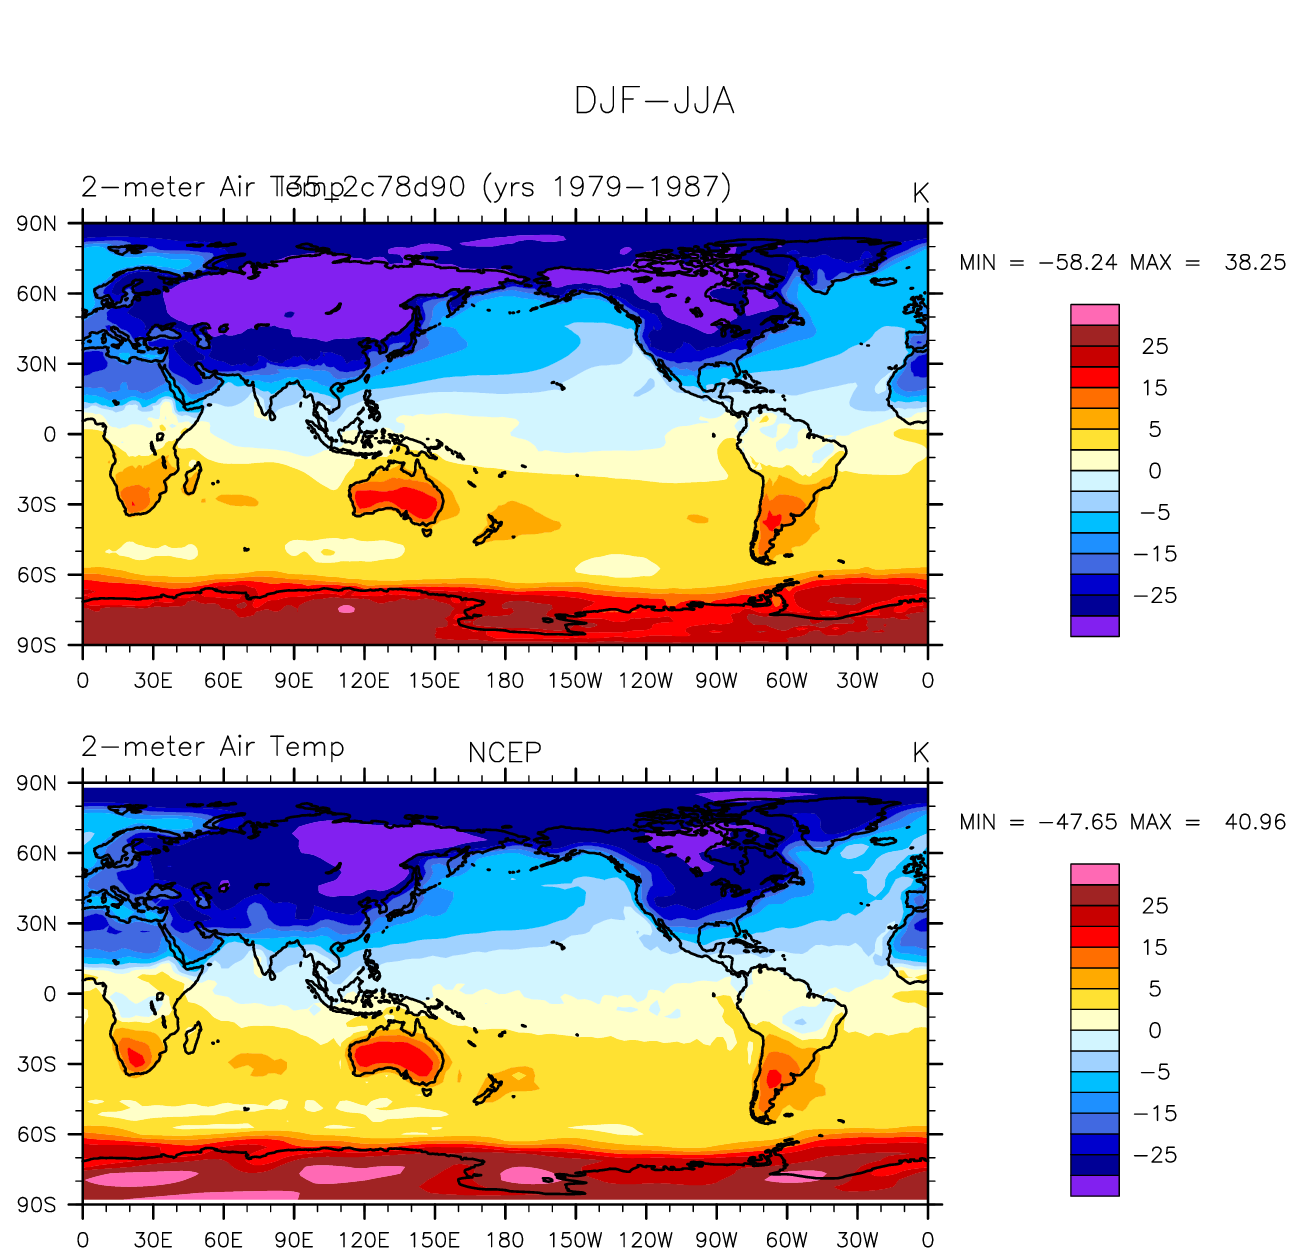 DJF−JJA
2−meter Air Temp 135_2c78d90 (yrs 1979−1987) K
90N
60N
30N
0
30S
60S
90S
0 30E 60E 90E 120E 150E 180 150W 120W 90W 60W 30W 0
MIN = −58.24 MAX = 38.25
25
15
5
0
−5
−15
−25
2−meter Air Temp NCEP K
90N
60N
30N
0
30S
60S
90S
0 30E 60E 90E 120E 150E 180 150W 120W 90W 60W 30W 0
MIN = −47.65 MAX = 40.96
25
15
5
0
−5
−15
−25